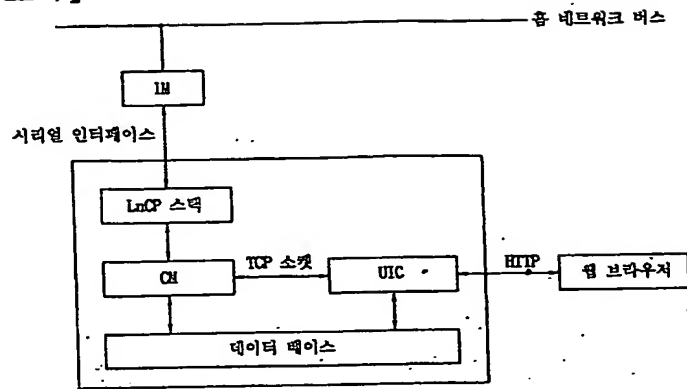 홈 네트워크 버스
IM
시리얼 인터페이스
LnCP 스택
CM
TCP 소켓
UIC
HTTP
웹 브라우저
데이터 베이스